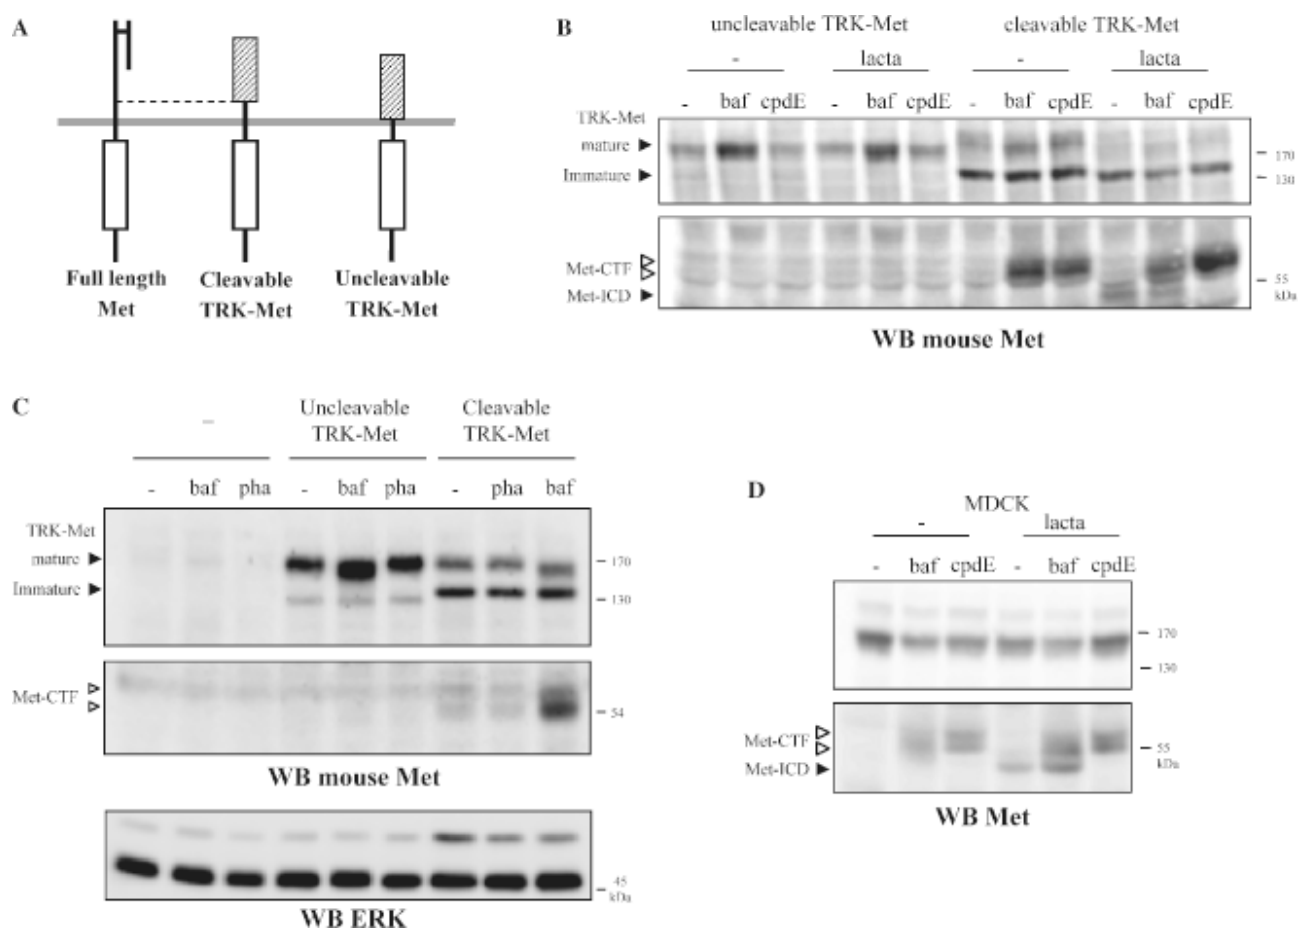 A
Full length
Met
Cleavable
TRK-Met
Uncleavable
TRK-Met
B
uncleavable TRK-Met cleavable TRK-Met
- lacta - lacta
- baf cpdE - baf cpdE - baf cpdE - baf cpdE
TRK-Met
mature
Immature
170
130
Met-CTF
Met-ICD
55
kDa
WB mouse Met
C
– Uncleavable TRK-Met Cleavable TRK-Met
- baf pha - baf pha - pha baf
TRK-Met
mature
Immature
170
130
Met-CTF
54
WB mouse Met
45
kDa
WB ERK
D
MDCK
- lacta
- baf cpdE - baf cpdE
170
130
Met-CTF
Met-ICD
55
kDa
WB Met